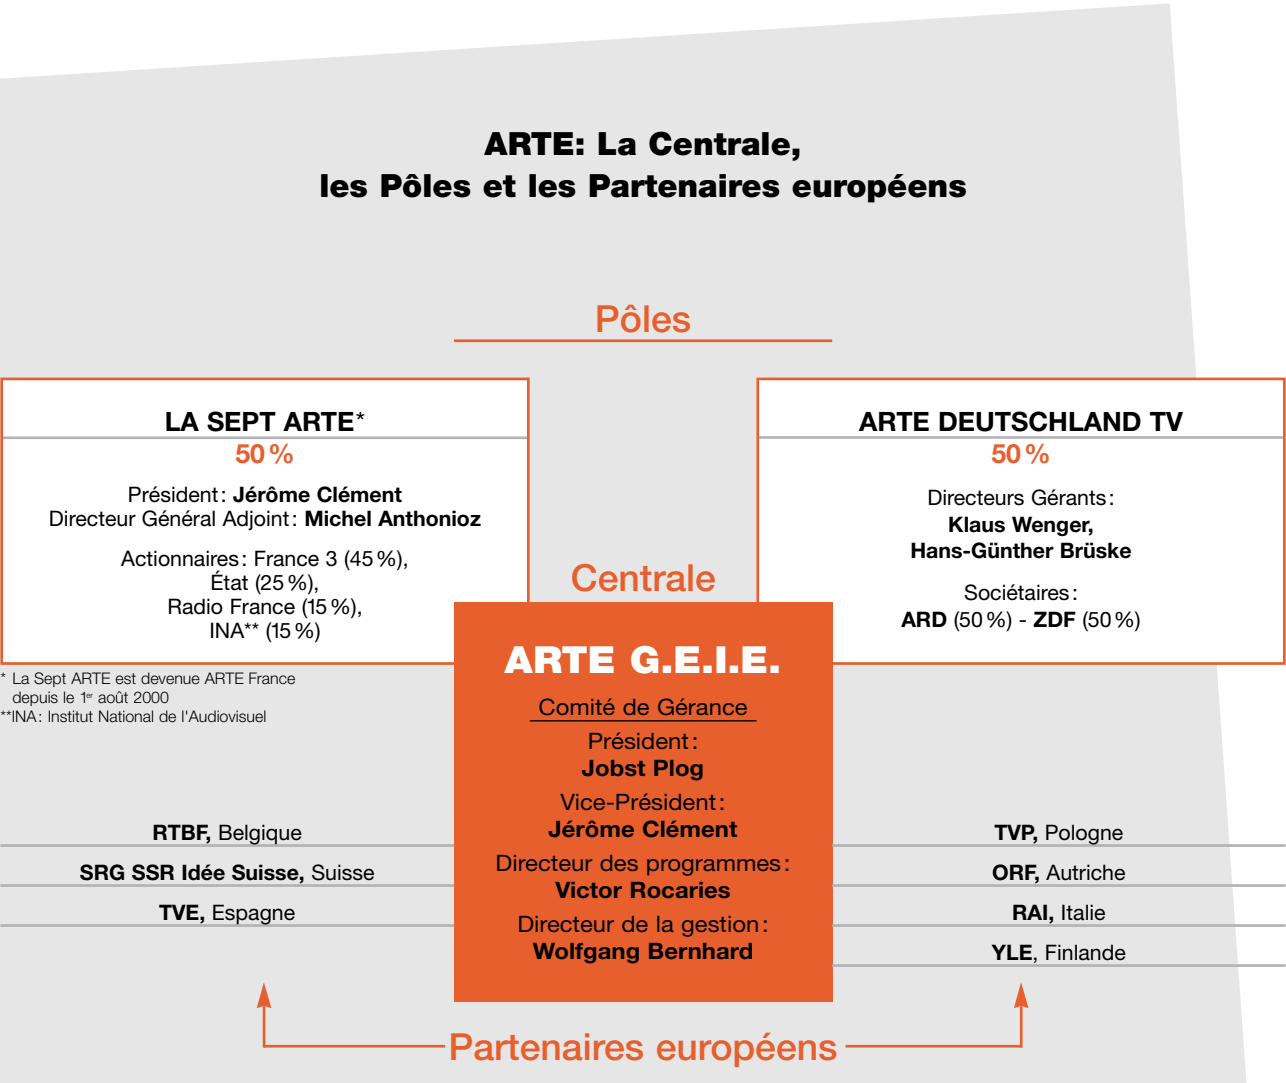 ARTE: La Centrale,
les Pôles et les Partenaires européens
Pôles
LA SEPT ARTE*
50 %
Président: Jérôme Clément
Directeur Général Adjoint: Michel Anthonioz
Actionnaires: France 3 (45 %),
État (25 %),
Radio France (15 %),
INA** (15 %)
* La Sept ARTE est devenue ARTE France
depuis le 1er août 2000
**INA: Institut National de l'Audiovisuel
ARTE DEUTSCHLAND TV
50 %
Directeurs Gérants:
Klaus Wenger,
Hans-Günther Brüske
Sociétaires:
ARD (50 %) - ZDF (50 %)
Centrale
ARTE G.E.I.E.
Comité de Gérance
Président:
Jobst Plog
Vice-Président:
Jérôme Clément
Directeur des programmes:
Victor Rocaries
Directeur de la gestion:
Wolfgang Bernhard
RTBF, Belgique
SRG SSR Idée Suisse, Suisse
TVE, Espagne
TVP, Pologne
ORF, Autriche
RAI, Italie
YLE, Finlande
Partenaires européens